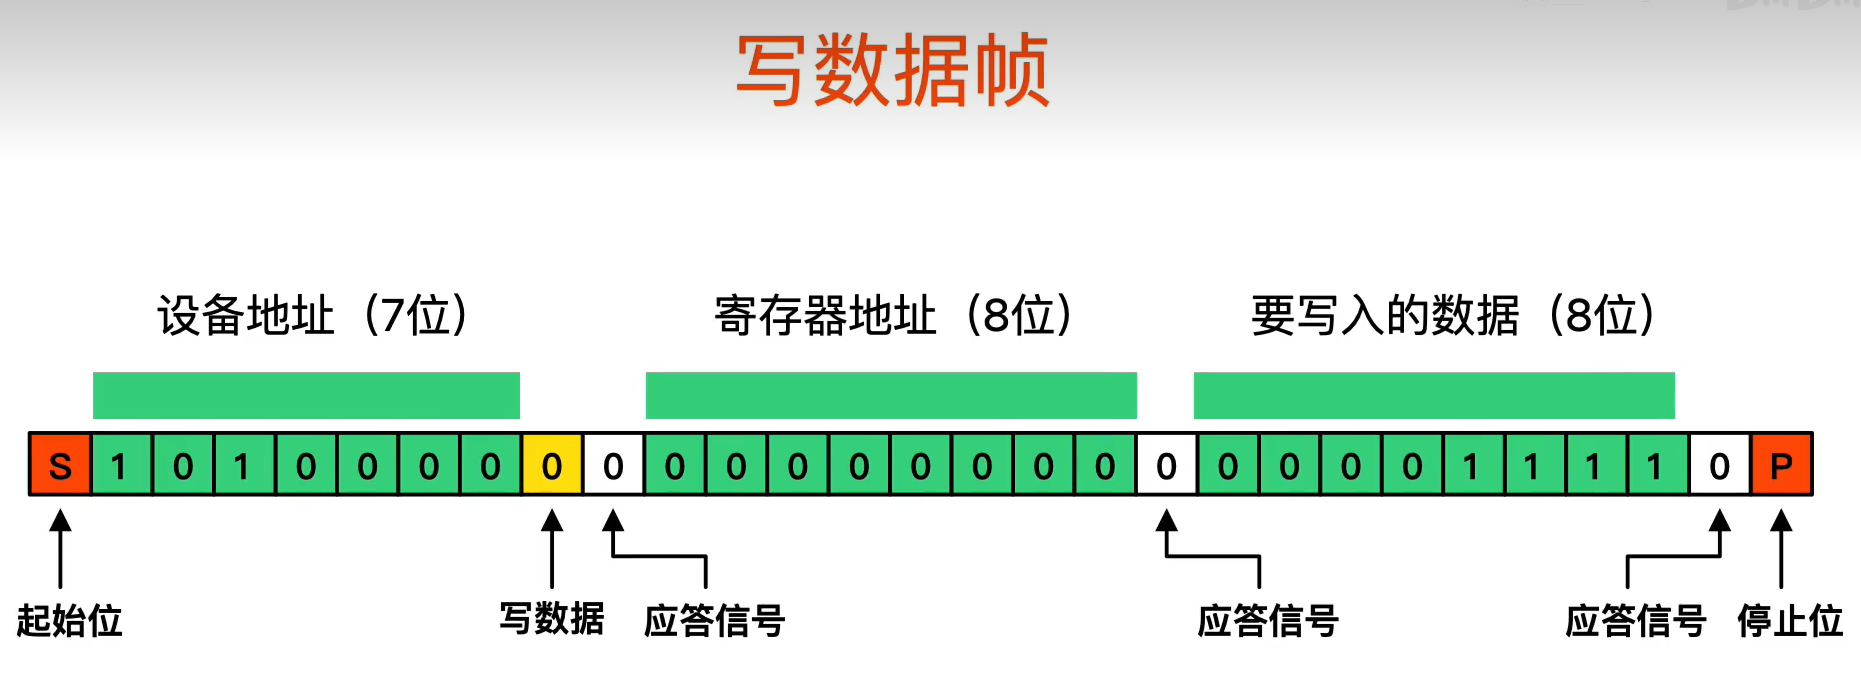 写数据帧
设备地址（7位） 寄存器地址（8位） 要写入的数据（8位）
S 1 0 1 0 0 0 0 0 0 0 0 0 0 0 0 0 0 0 0 0 0 0 1 1 1 1 0 P
起始位 写数据 应答信号 应答信号 应答信号 停止位